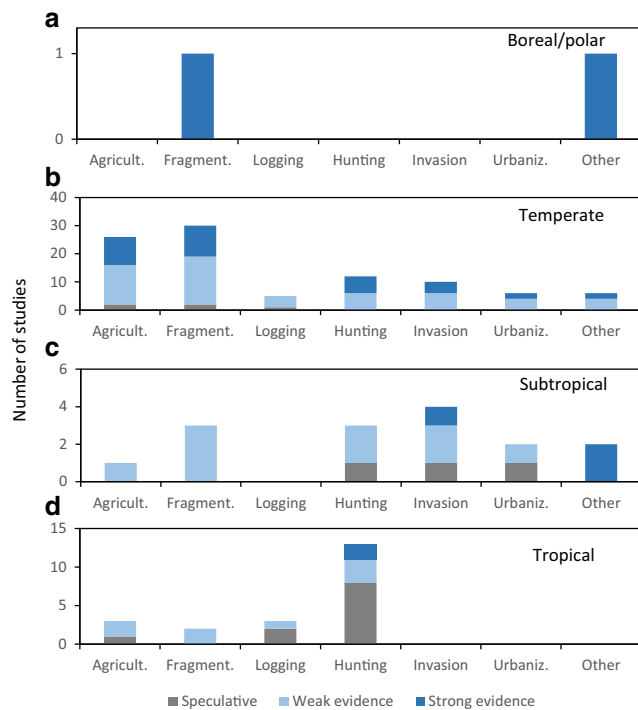 a
Boreal/polar
1
0
Agricult. Fragment. Logging Hunting Invasion Urbaniz. Other
b
Temperate
40
30
20
10
0
Agricult. Fragment. Logging Hunting Invasion Urbaniz. Other
Number of studies
c
Subtropical
6
4
2
0
Agricult. Fragment. Logging Hunting Invasion Urbaniz. Other
d
Tropical
15
10
5
0
Agricult. Fragment. Logging Hunting Invasion Urbaniz. Other
Speculative Weak evidence Strong evidence